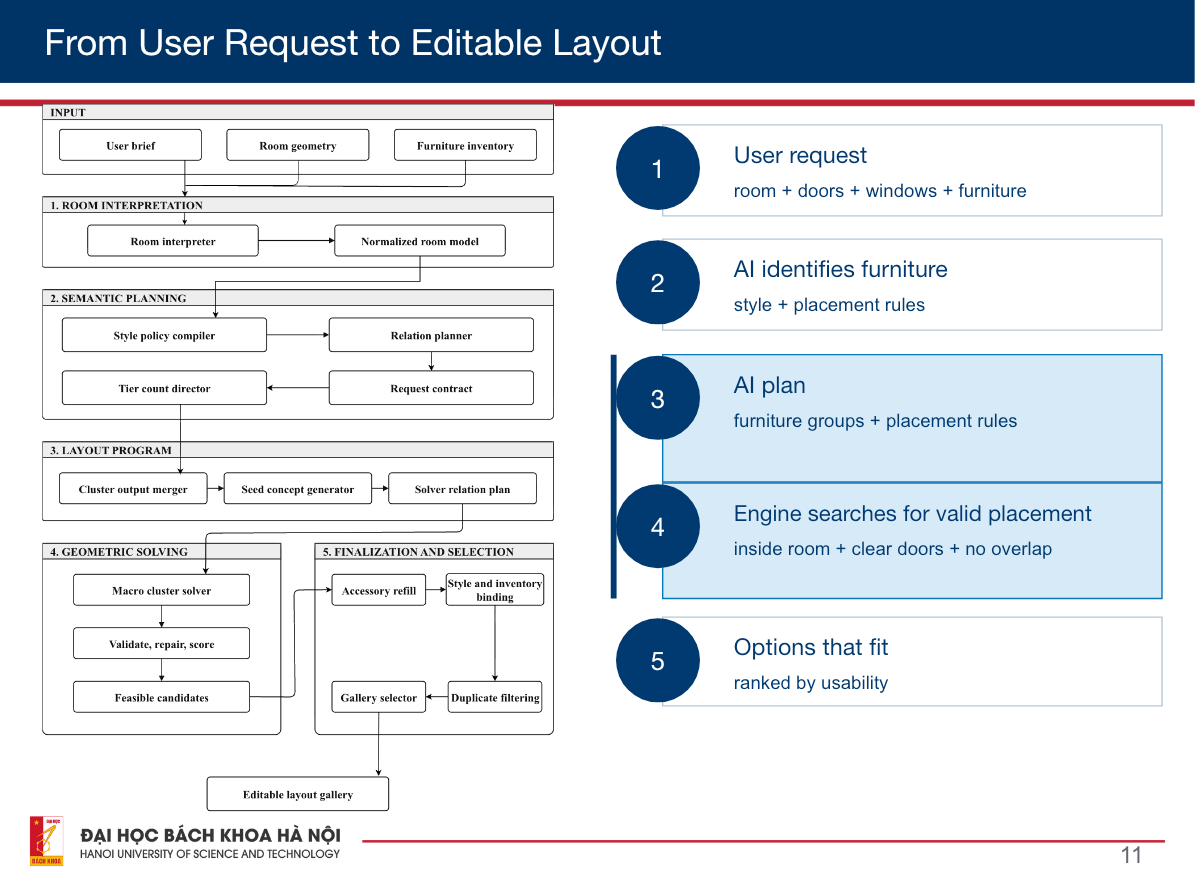 From User Request to Editable Layout
INPUT
User brief
Room geometry
Furniture inventory
1. ROOM INTERPRETATION
Room interpreter
Normalized room model
2. SEMANTIC PLANNING
Style policy compiler
Relation planner
Tier count director
Request contract
3. LAYOUT PROGRAM
Cluster output merger
Seed concept generator
Solver relation plan
4. GEOMETRIC SOLVING
Macro cluster solver
Validate, repair, score
Feasible candidates
5. FINALIZATION AND SELECTION
Accessory refill
Style and inventory
binding
Gallery selector
Duplicate filtering
Editable layout gallery
1
User request
room + doors + windows + furniture
2
AI identifies furniture
style + placement rules
3
AI plan
furniture groups + placement rules
4
Engine searches for valid placement
inside room + clear doors + no overlap
5
Options that fit
ranked by usability
ĐẠI HỌC
BÁCH KHOA
ĐẠI HỌC BÁCH KHOA HÀ NỘI
HANOI UNIVERSITY OF SCIENCE AND TECHNOLOGY
11